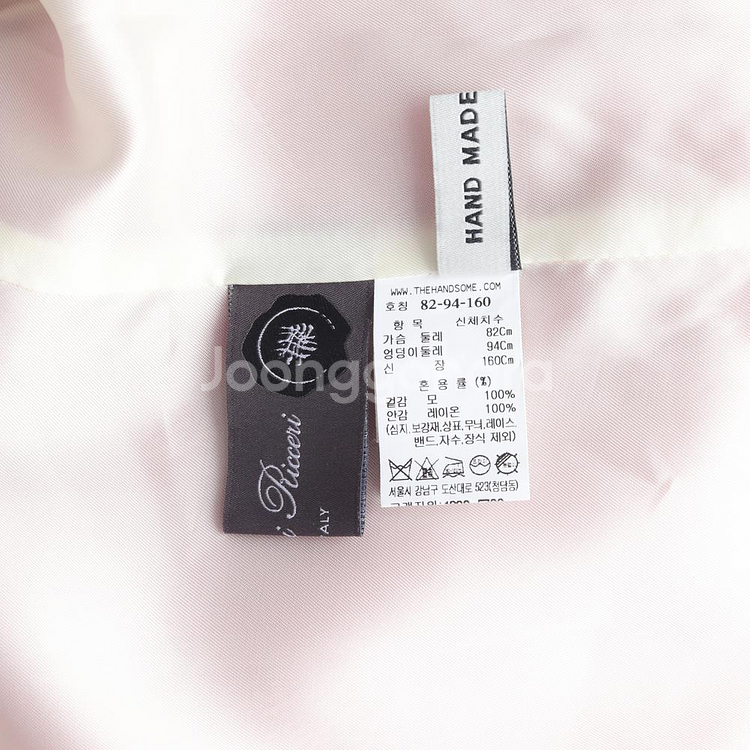 HAND MADE
WWW.THEHANDSOME.COM
호칭 82-94-160
항 목 신체치수
가슴 둘레 82Cm
엉덩이둘레 94Cm
신 장 160Cm
혼 용 률 (%)
겉감 모 100%
안감 레이온 100%
(심지,보강재,상표,무늬,레이스
밴드,자수,장식 제외)
서울시 강남구 도산대로 523(청담동)
i Ricceri
ALY